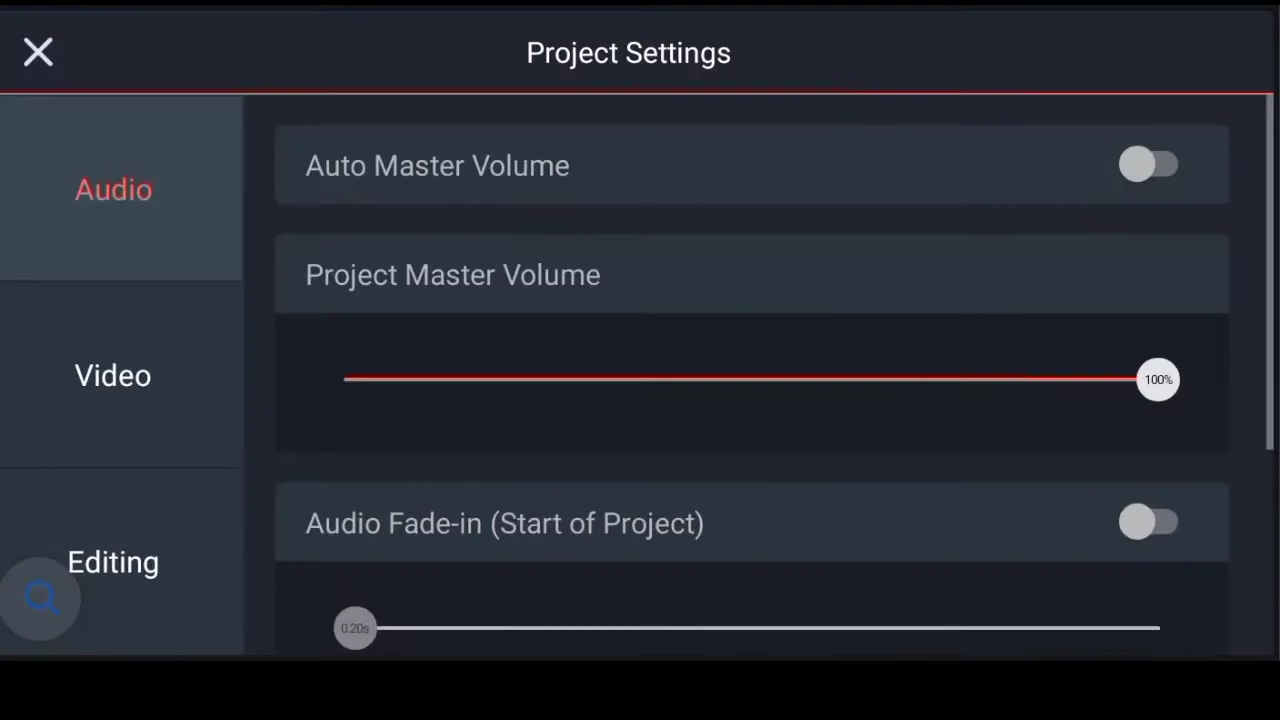 Project Settings
Audio
Auto Master Volume
Project Master Volume
Video
100%
Audio Fade-in (Start of Project)
Editing
0.20s